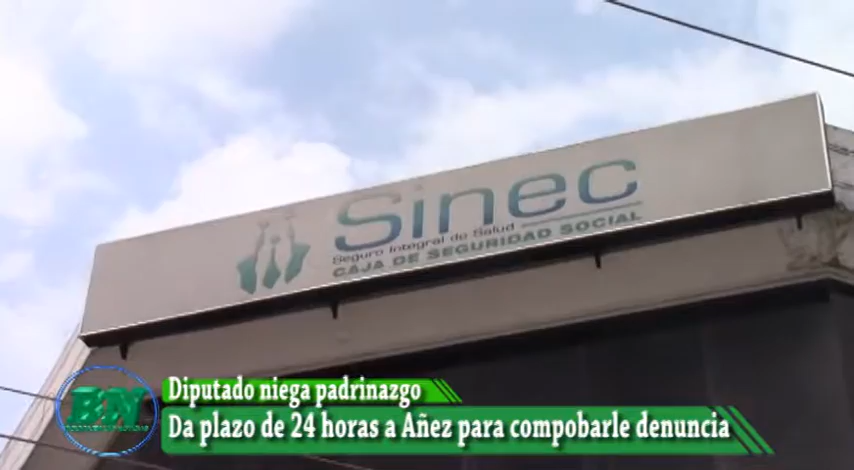 Sinec
Seguro Integral de Salud
CAJA DE SEGURIDAD SOCIAL
BN
Diputado niega padrinazgo
Da plazo de 24 horas a Añez para compobarle denuncia